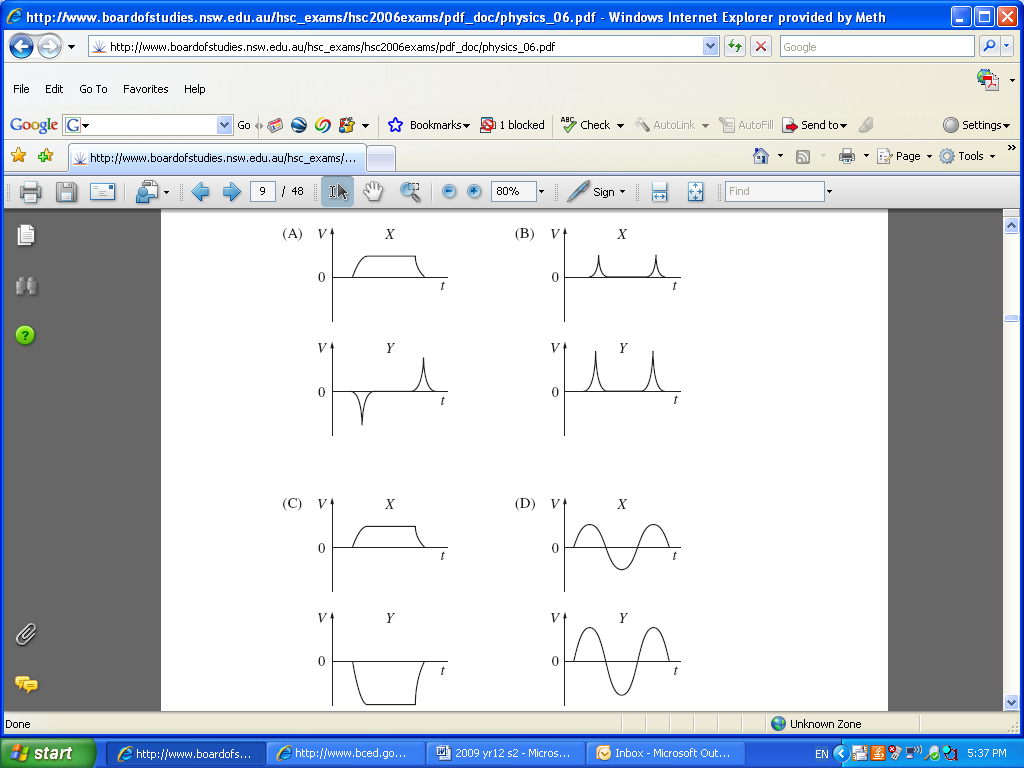 http://www.boardofstudies.nsw.edu.au/hsc_exams/hsc2006exams/pdf_doc/physics_06.pdf - Windows Internet Explorer provided by Meth
http://www.boardofstudies.nsw.edu.au/hsc_exams/hsc2006exams/pdf_doc/physics_06.pdf
Google
File Edit Go To Favorites Help
Google G Go Bookmarks 1 blocked ABC Check AutoLink AutoFill Send to Settings
http://www.boardofstudies.nsw.edu.au/hsc_exams/... Page Tools »
9 / 48 80% Sign Find
(A) V X (B) V X
0 t 0 t
V Y V Y
0 t 0 t
(C) V X (D) V X
0 t 0 t
V Y V Y
0 t 0 t
Done Unknown Zone
start http://www.boardofs... http://www.bced.go... 2009 yr12 s2 - Micros... Inbox - Microsoft Out... EN 5:37 PM